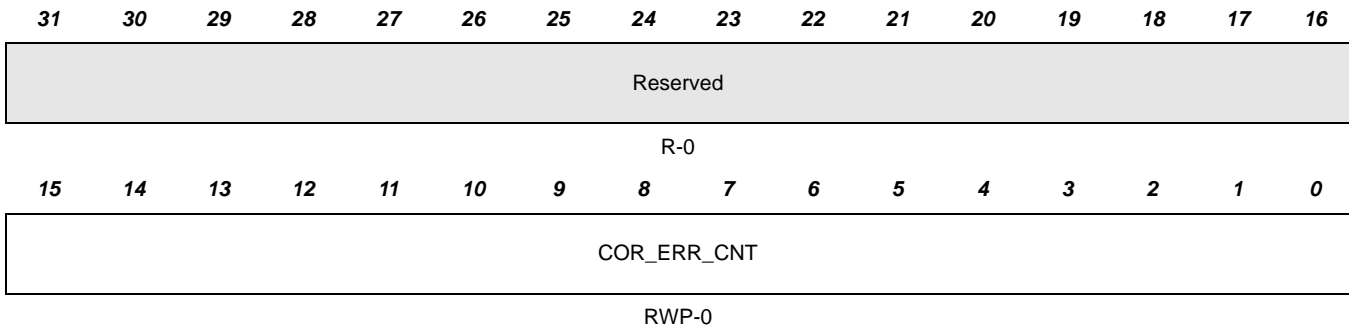 31 30 29 28 27 26 25 24 23 22 21 20 19 18 17 16
Reserved
R-0
15 14 13 12 11 10 9 8 7 6 5 4 3 2 1 0
COR_ERR_CNT
RWP-0